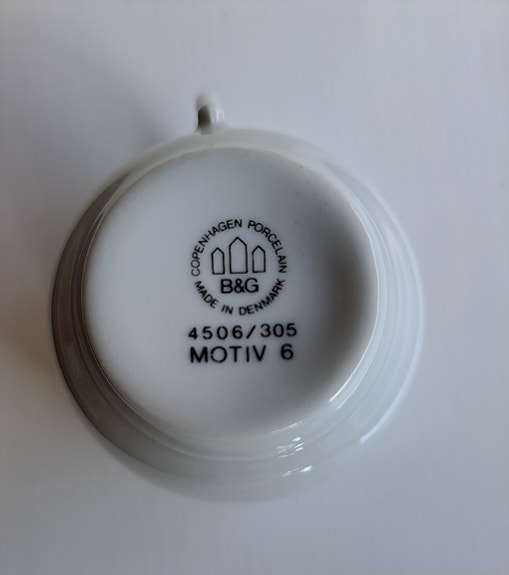 COPENHAGEN PORCELAIN
B&G
MADE IN DENMARK
4506/305
MOTIV 6